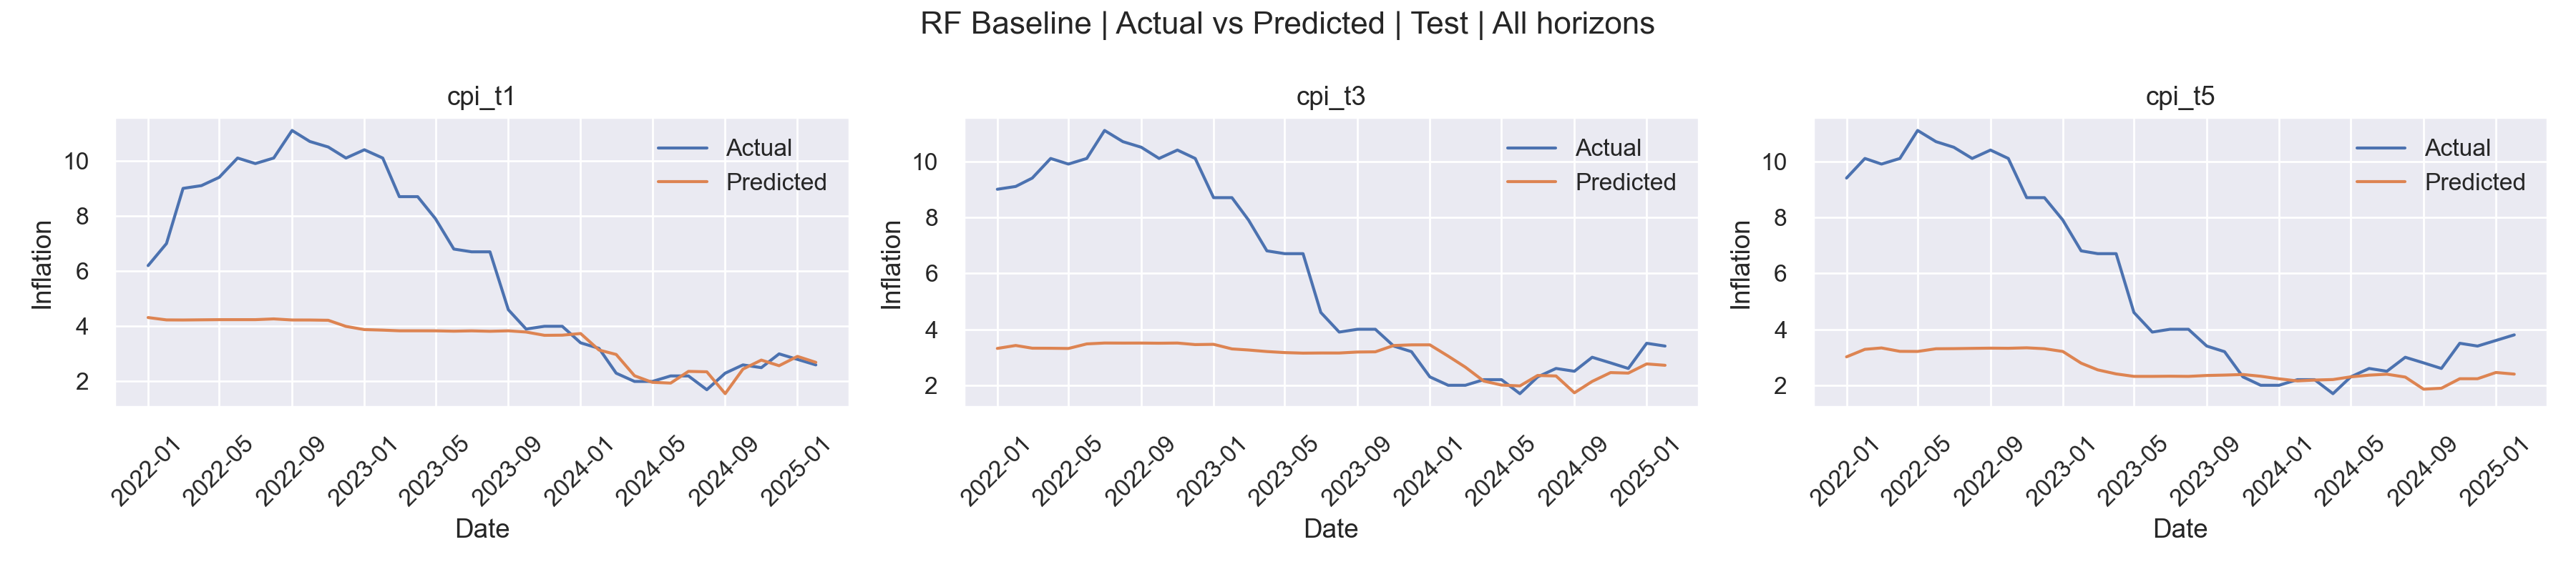 RF Baseline | Actual vs Predicted | Test | All horizons
cpi_t1
Inflation
10
8
6
4
2
Actual
Predicted
2022-01
2022-05
2022-09
2023-01
2023-05
2023-09
2024-01
2024-05
2024-09
2025-01
Date
cpi_t3
Inflation
10
8
6
4
2
Actual
Predicted
2022-01
2022-05
2022-09
2023-01
2023-05
2023-09
2024-01
2024-05
2024-09
2025-01
Date
cpi_t5
Inflation
10
8
6
4
2
Actual
Predicted
2022-01
2022-05
2022-09
2023-01
2023-05
2023-09
2024-01
2024-05
2024-09
2025-01
Date